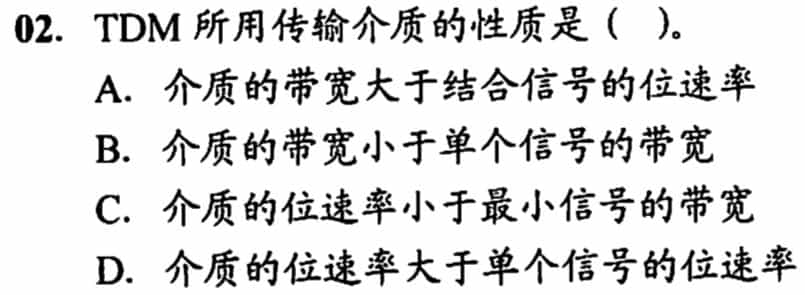 02. TDM 所用传输介质的性质是（ ）。
A. 介质的带宽大于结合信号的位速率
B. 介质的带宽小于单个信号的带宽
C. 介质的位速率小于最小信号的带宽
D. 介质的位速率大于单个信号的位速率